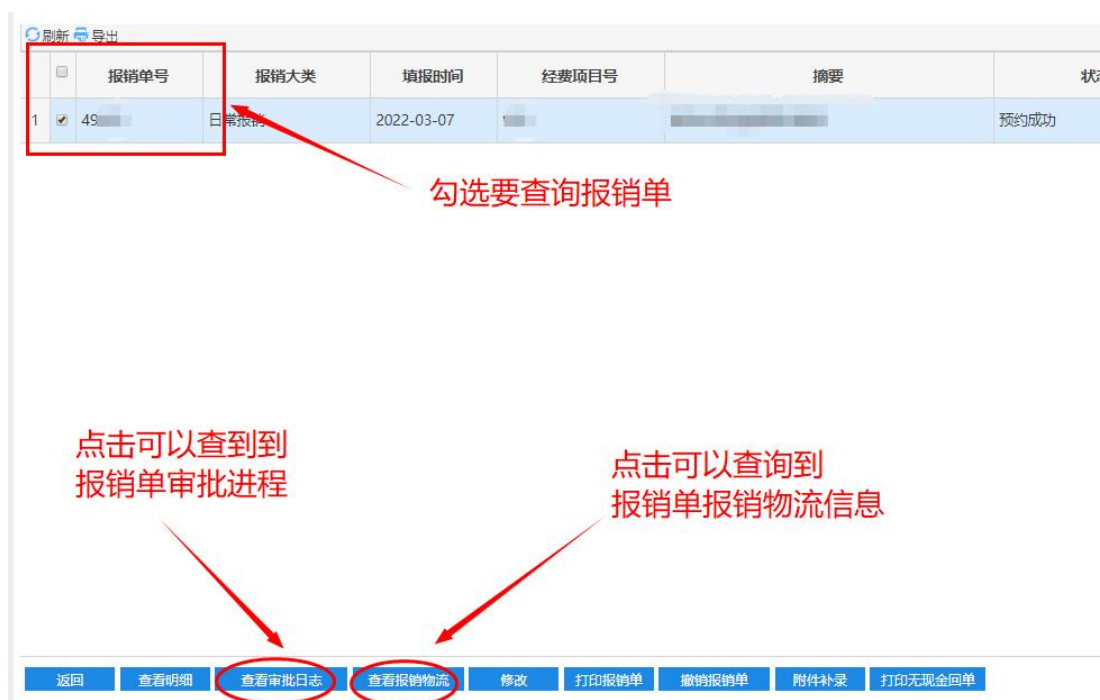 刷新 导出
报销单号 报销大类 填报时间 经费项目号 摘要
1 49 日常报销 2022-03-07 预约成功
勾选要查询报销单
点击可以查到到
报销单审批进程
点击可以查询到
报销单报销物流信息
返回 查看明细 查看审批日志 查看报销物流 修改 打印报销单 撤销报销单 附件补录 打印无现金回单